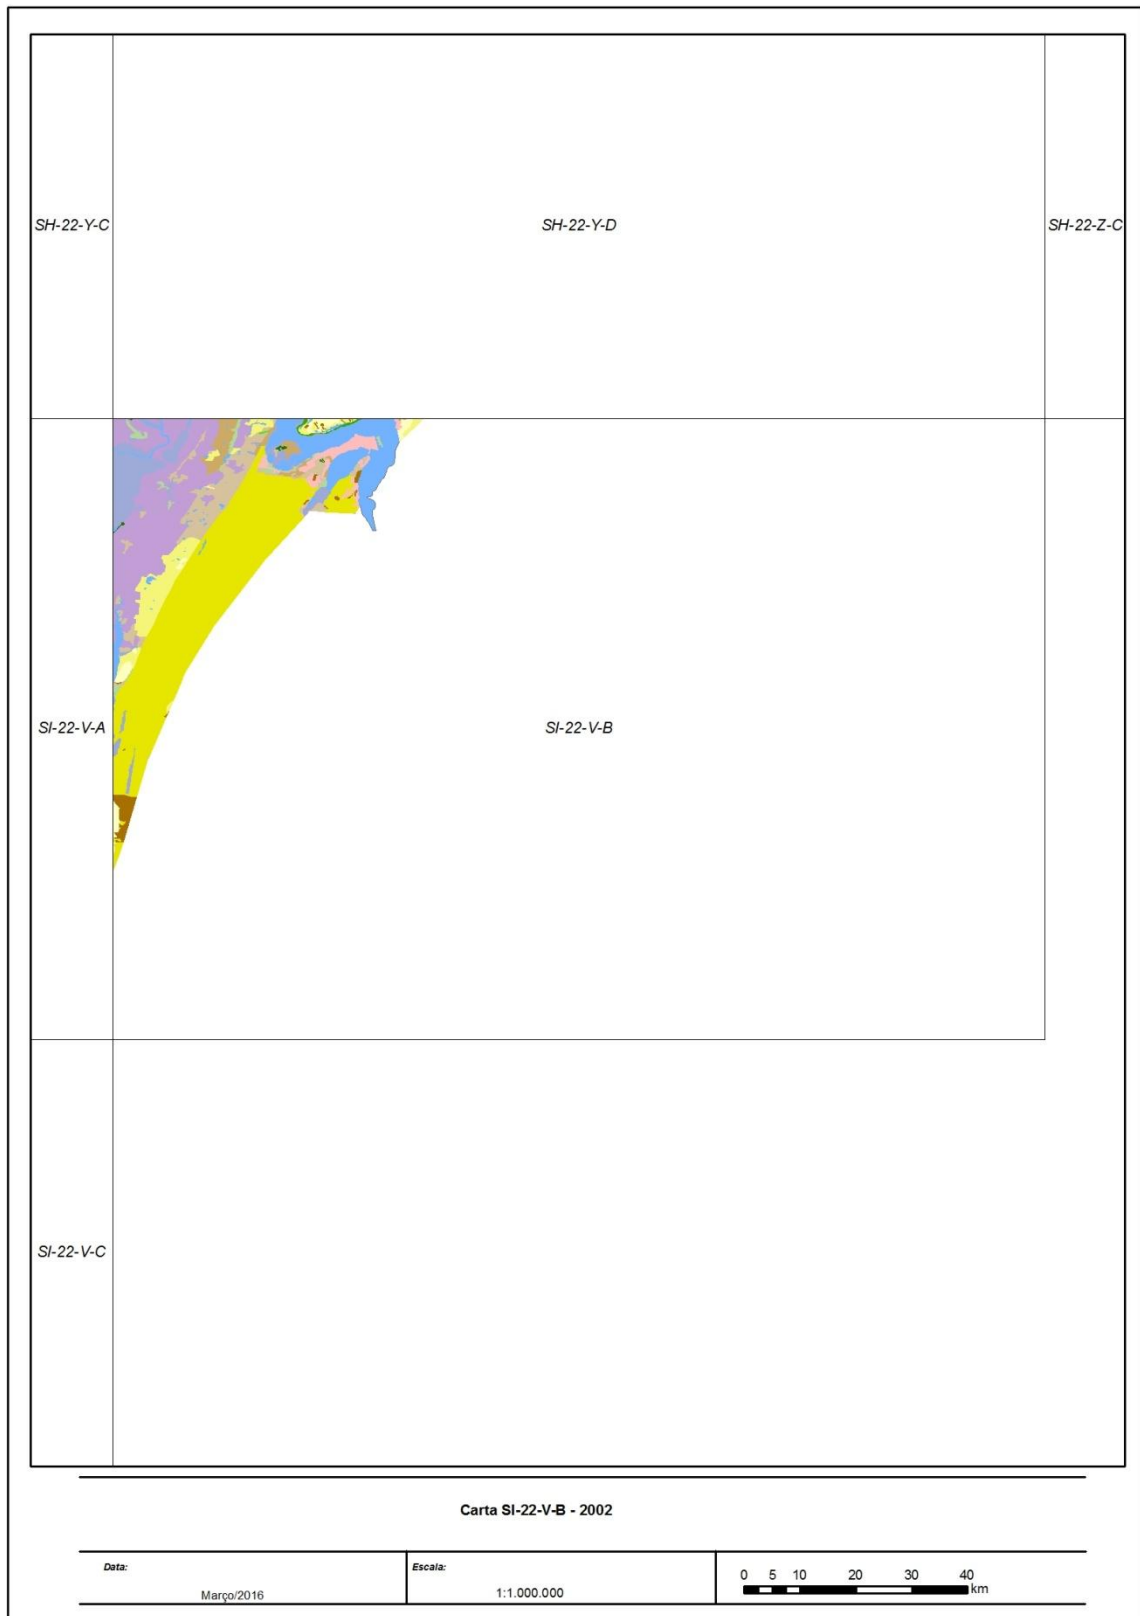 SH-22-Y-C SH-22-Y-D SH-22-Z-C
SI-22-V-A SI-22-V-B
SI-22-V-C
Carta SI-22-V-B - 2002
Data: Escala:
0 5 10 20 30 40
km
Março/2016 1:1.000.000